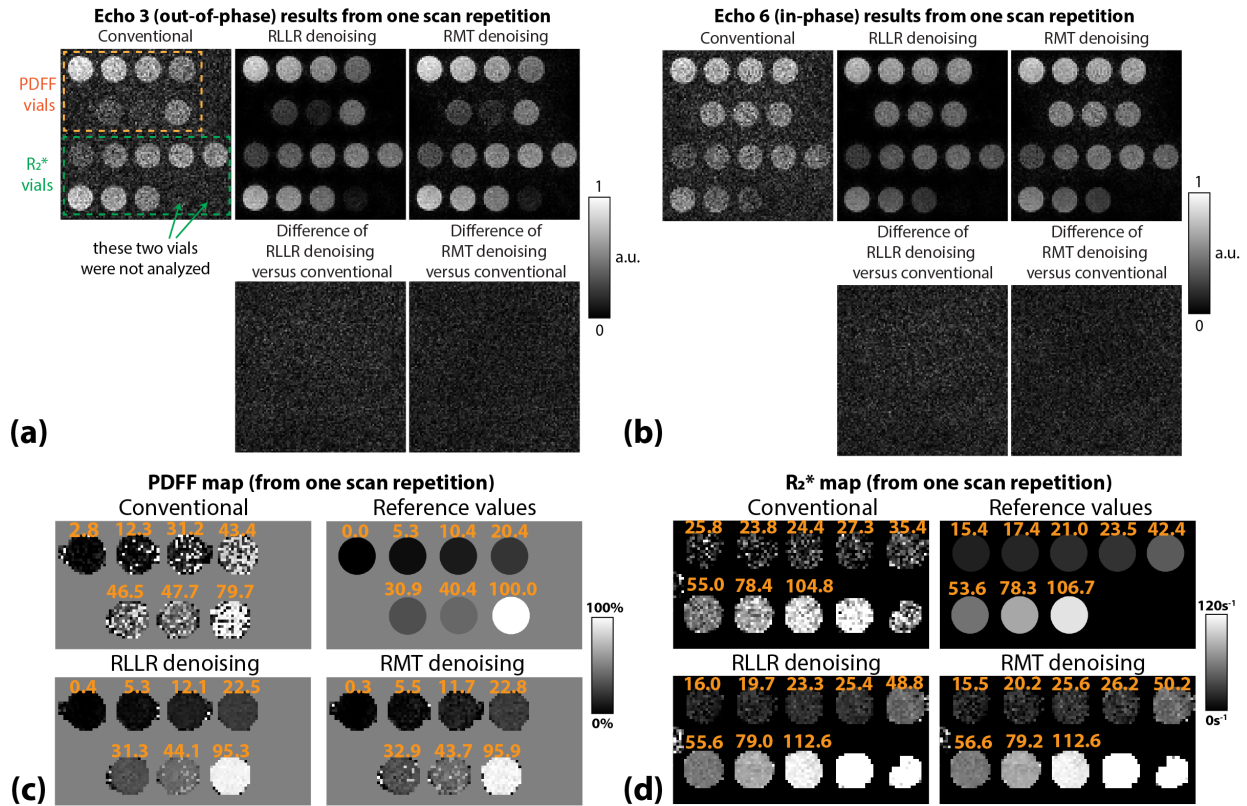 Echo 3 (out-of-phase) results from one scan repetition
Conventional
RLLR denoising
RMT denoising
PDFF
vials
R₂*
vials
these two vials
were not analyzed
Difference of
RLLR denoising
versus conventional
Difference of
RMT denoising
versus conventional
1
a.u.
0
(a)
Echo 6 (in-phase) results from one scan repetition
Conventional
RLLR denoising
RMT denoising
Difference of
RLLR denoising
versus conventional
Difference of
RMT denoising
versus conventional
1
a.u.
0
(b)
PDFF map (from one scan repetition)
Conventional
2.8 12.3 31.2 43.4
46.5 47.7 79.7
Reference values
0.0 5.3 10.4 20.4
30.9 40.4 100.0
RLLR denoising
0.4 5.3 12.1 22.5
31.3 44.1 95.3
RMT denoising
0.3 5.5 11.7 22.8
32.9 43.7 95.9
100%
0%
(c)
R₂* map (from one scan repetition)
Conventional
25.8 23.8 24.4 27.3 35.4
55.0 78.4 104.8
Reference values
15.4 17.4 21.0 23.5 42.4
53.6 78.3 106.7
RLLR denoising
16.0 19.7 23.3 25.4 48.8
55.6 79.0 112.6
RMT denoising
15.5 20.2 25.6 26.2 50.2
56.6 79.2 112.6
120s⁻¹
0s⁻¹
(d)